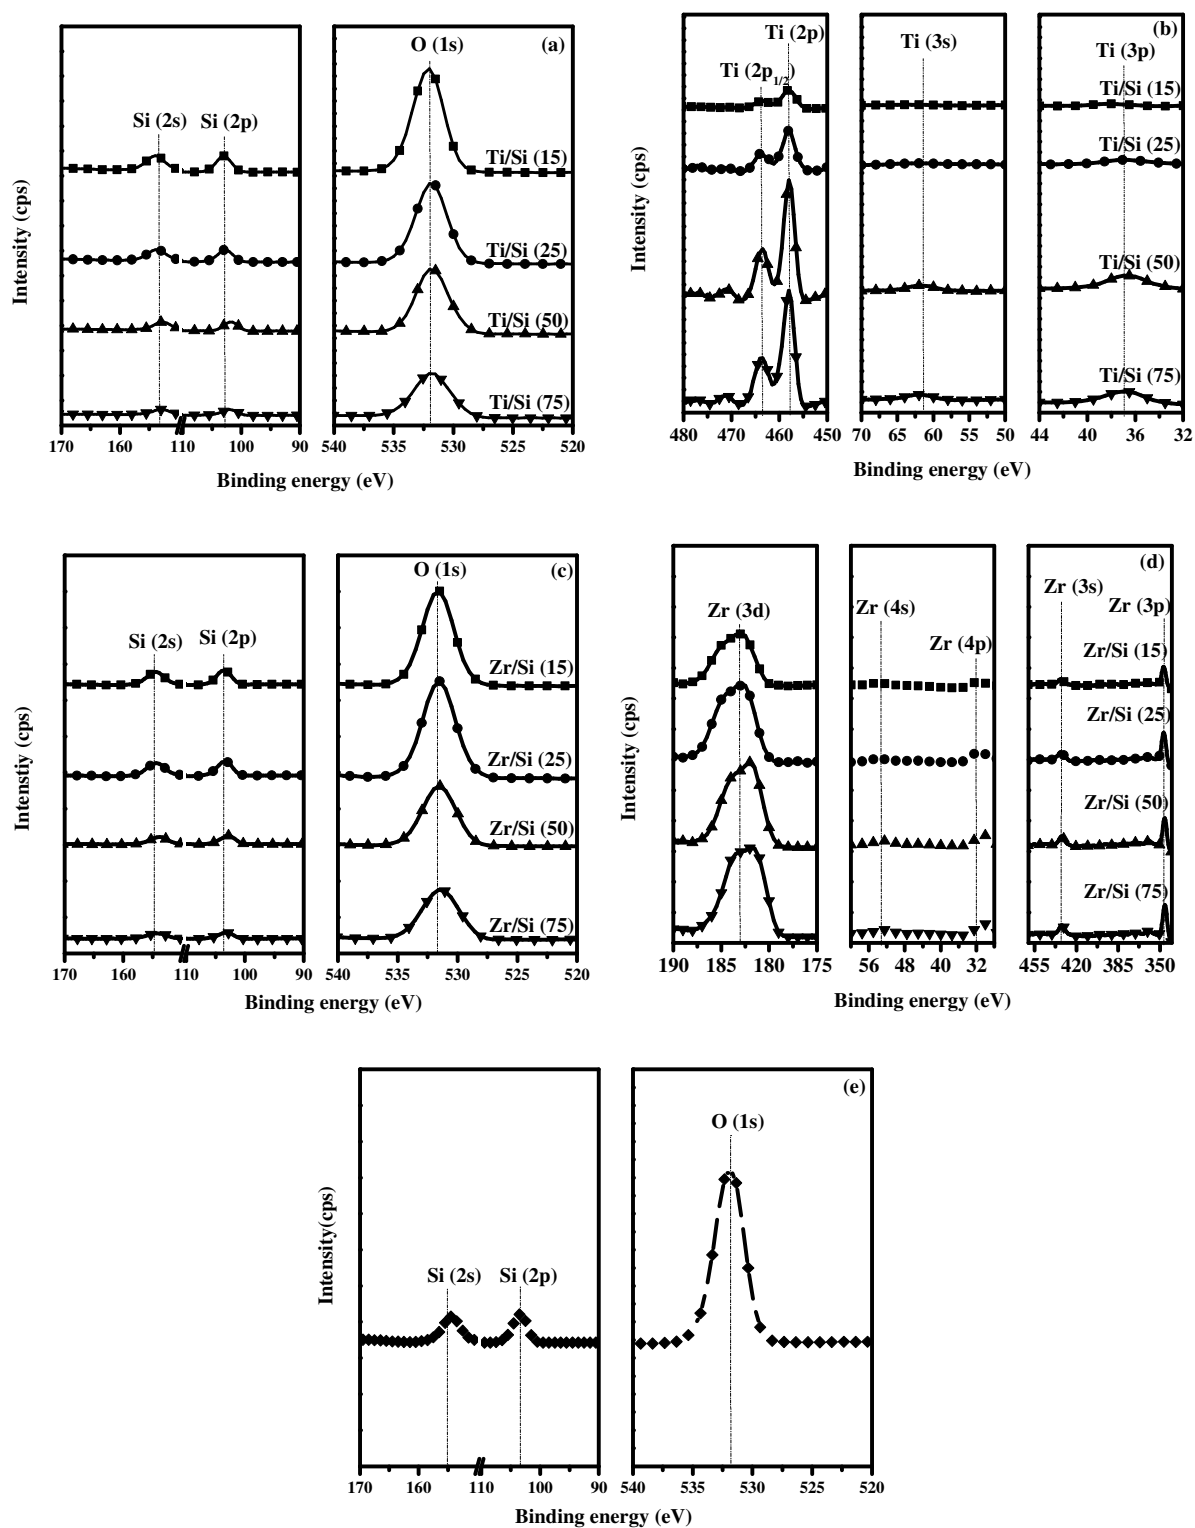 (a)
O (1s)
Si (2s) Si (2p)
Ti/Si (15)
Ti/Si (25)
Ti/Si (50)
Ti/Si (75)
Intensity (cps)
170 160 110 100 90 540 535 530 525 520
Binding energy (eV)
(b)
Ti (2p)
Ti (2p1/2)
Ti (3s)
Ti (3p)
Ti/Si (15)
Ti/Si (25)
Ti/Si (50)
Ti/Si (75)
Intensity (cps)
480 470 460 450 70 65 60 55 50 44 40 36 32
Binding energy (eV)
(c)
O (1s)
Si (2s) Si (2p)
Zr/Si (15)
Zr/Si (25)
Zr/Si (50)
Zr/Si (75)
Intenstiy (cps)
170 160 110 100 90 540 535 530 525 520
Binding energy (eV)
(d)
Zr (3d)
Zr (4s)
Zr (4p)
Zr (3s)
Zr (3p)
Zr/Si (15)
Zr/Si (25)
Zr/Si (50)
Zr/Si (75)
Intensity (cps)
190 185 180 175 56 48 40 32 455 420 385 350
Binding energy (eV)
(e)
O (1s)
Si (2s) Si (2p)
Intensity(cps)
170 160 110 100 90 540 535 530 525 520
Binding energy (eV)